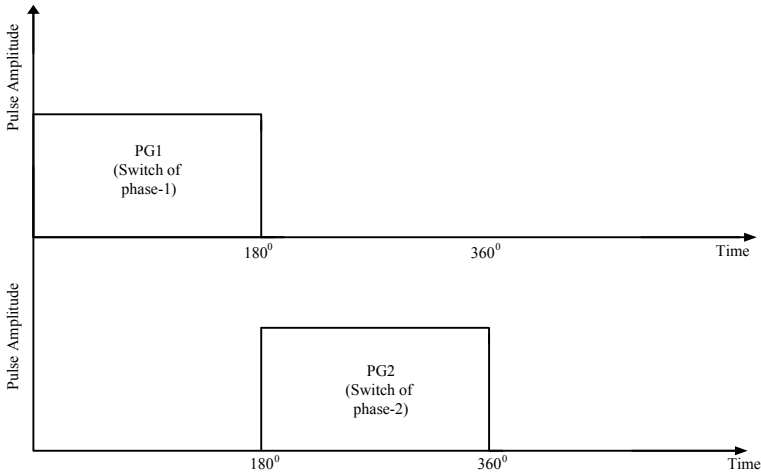 Pulse Amplitude
PG1
(Switch of
phase-1)
180⁰
360⁰
Time
Pulse Amplitude
PG2
(Switch of
phase-2)
180⁰
360⁰
Time